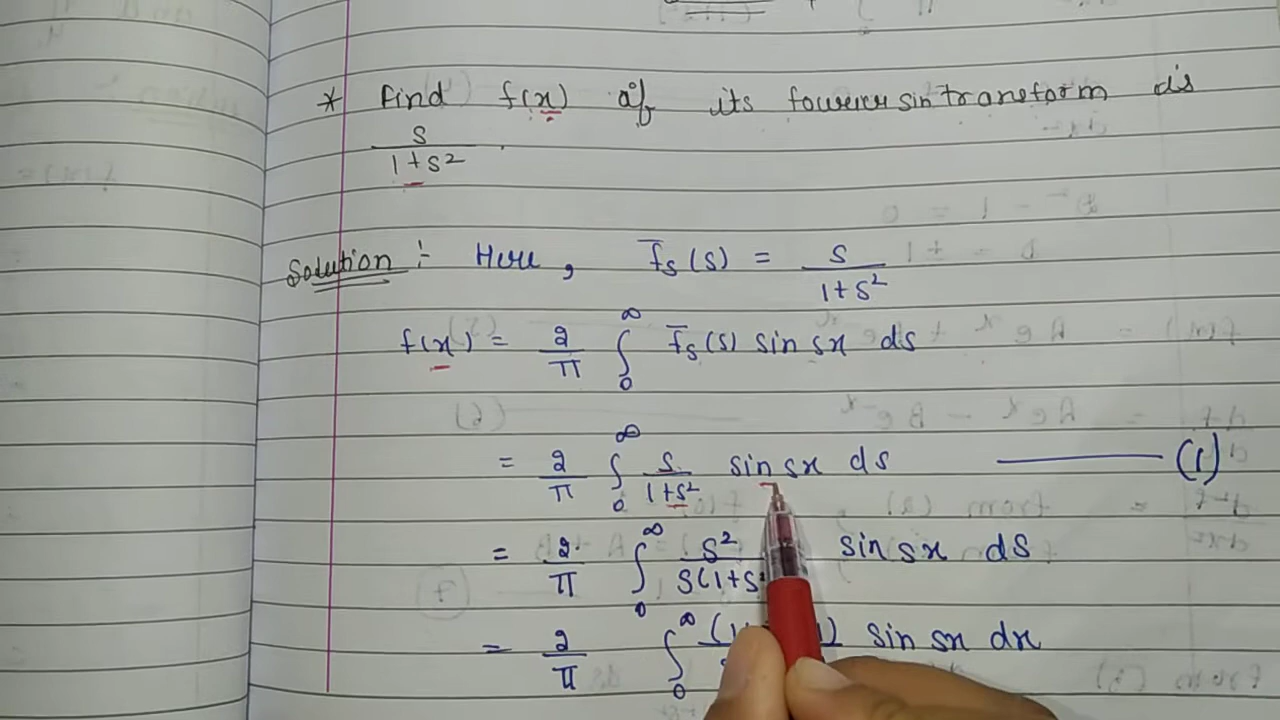 * Find f(x) if its fourier sin transform is
s/(1+s²).
Solution :- Here, f̅s(s) = s/(1+s²)
f(x) = 2/π ∫₀^∞ f̅s(s) sin sx ds
= 2/π ∫₀^∞ s/(1+s²) sin sx ds ——— (1)
= 2/π ∫₀^∞ s²/s(1+s² sin sx ds
= 2/π ∫₀^∞ sin sx dx